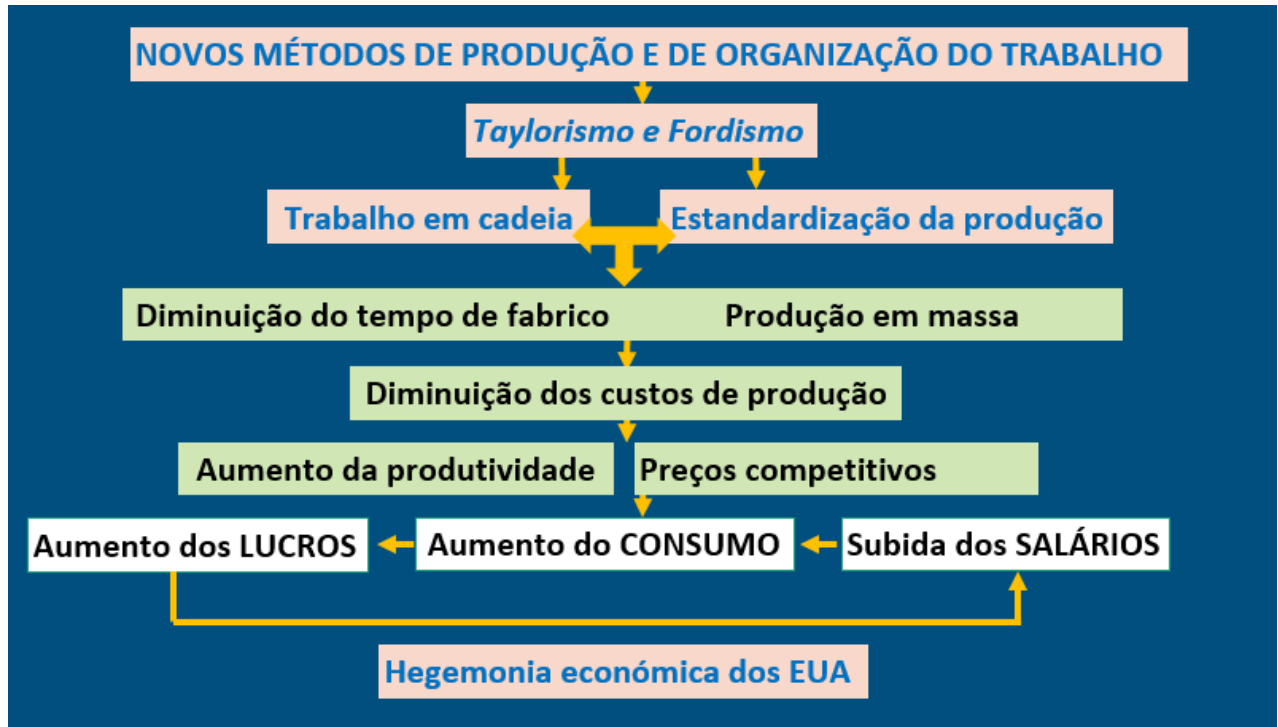 NOVOS MÉTODOS DE PRODUÇÃO E DE ORGANIZAÇÃO DO TRABALHO
Taylorismo e Fordismo
Trabalho em cadeia
Estandardização da produção
Diminuição do tempo de fabrico
Produção em massa
Diminuição dos custos de produção
Aumento da produtividade
Preços competitivos
Aumento dos LUCROS
Aumento do CONSUMO
Subida dos SALÁRIOS
Hegemonia económica dos EUA